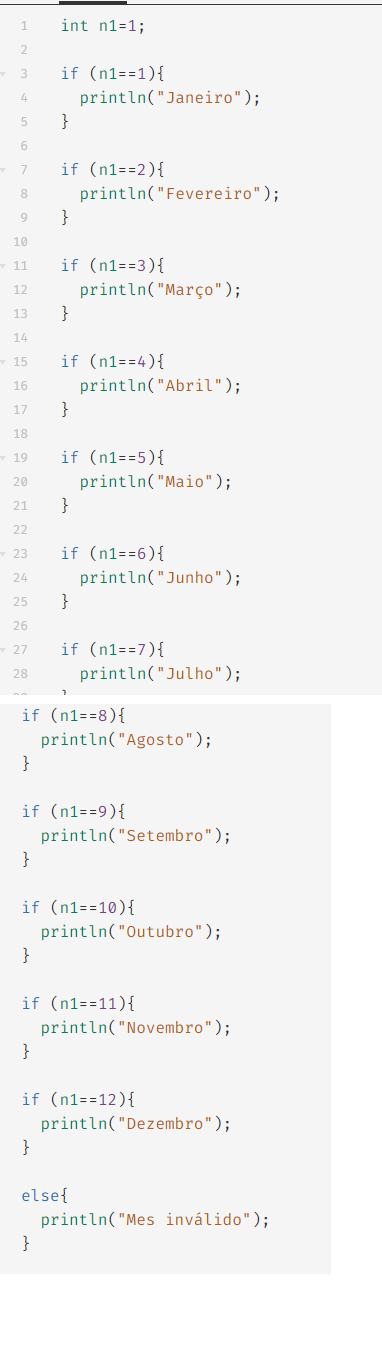 1 int n1=1;
2
3 if (n1==1){
4 println("Janeiro");
5 }
6
7 if (n1==2){
8 println("Fevereiro");
9 }
10
11 if (n1==3){
12 println("Março");
13 }
14
15 if (n1==4){
16 println("Abril");
17 }
18
19 if (n1==5){
20 println("Maio");
21 }
22
23 if (n1==6){
24 println("Junho");
25 }
26
27 if (n1==7){
28 println("Julho");
if (n1==8){
println("Agosto");
}
if (n1==9){
println("Setembro");
}
if (n1==10){
println("Outubro");
}
if (n1==11){
println("Novembro");
}
if (n1==12){
println("Dezembro");
}
else{
println("Mes inválido");
}